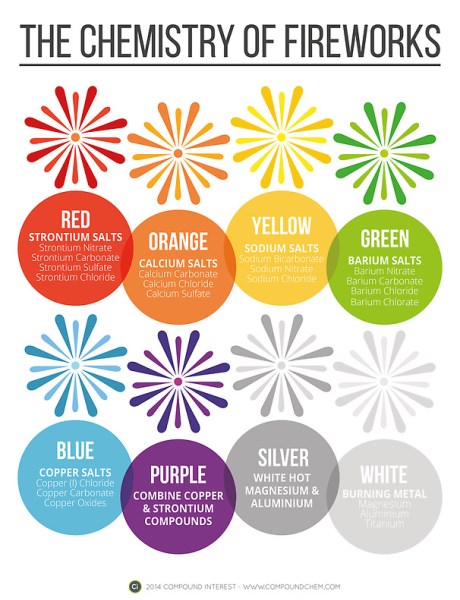 THE CHEMISTRY OF FIREWORKS
RED
STRONTIUM SALTS
Strontium Nitrate
Strontium Carbonate
Strontium Sulfate
Strontium Chloride
ORANGE
CALCIUM SALTS
Calcium Carbonate
Calcium Chloride
Calcium Sulfate
YELLOW
SODIUM SALTS
Sodium Bicarbonate
Sodium Nitrate
Sodium Chloride
GREEN
BARIUM SALTS
Barium Nitrate
Barium Carbonate
Barium Chloride
Barium Chlorate
BLUE
COPPER SALTS
Copper (I) Chloride
Copper Carbonate
Copper Oxides
PURPLE
COMBINE COPPER
& STRONTIUM
COMPOUNDS
SILVER
WHITE HOT
MAGNESIUM &
ALUMINIUM
WHITE
BURNING METAL
Magnesium
Aluminium
Titanium
Ci 2014 COMPOUND INTEREST - WWW.COMPOUNDCHEM.COM